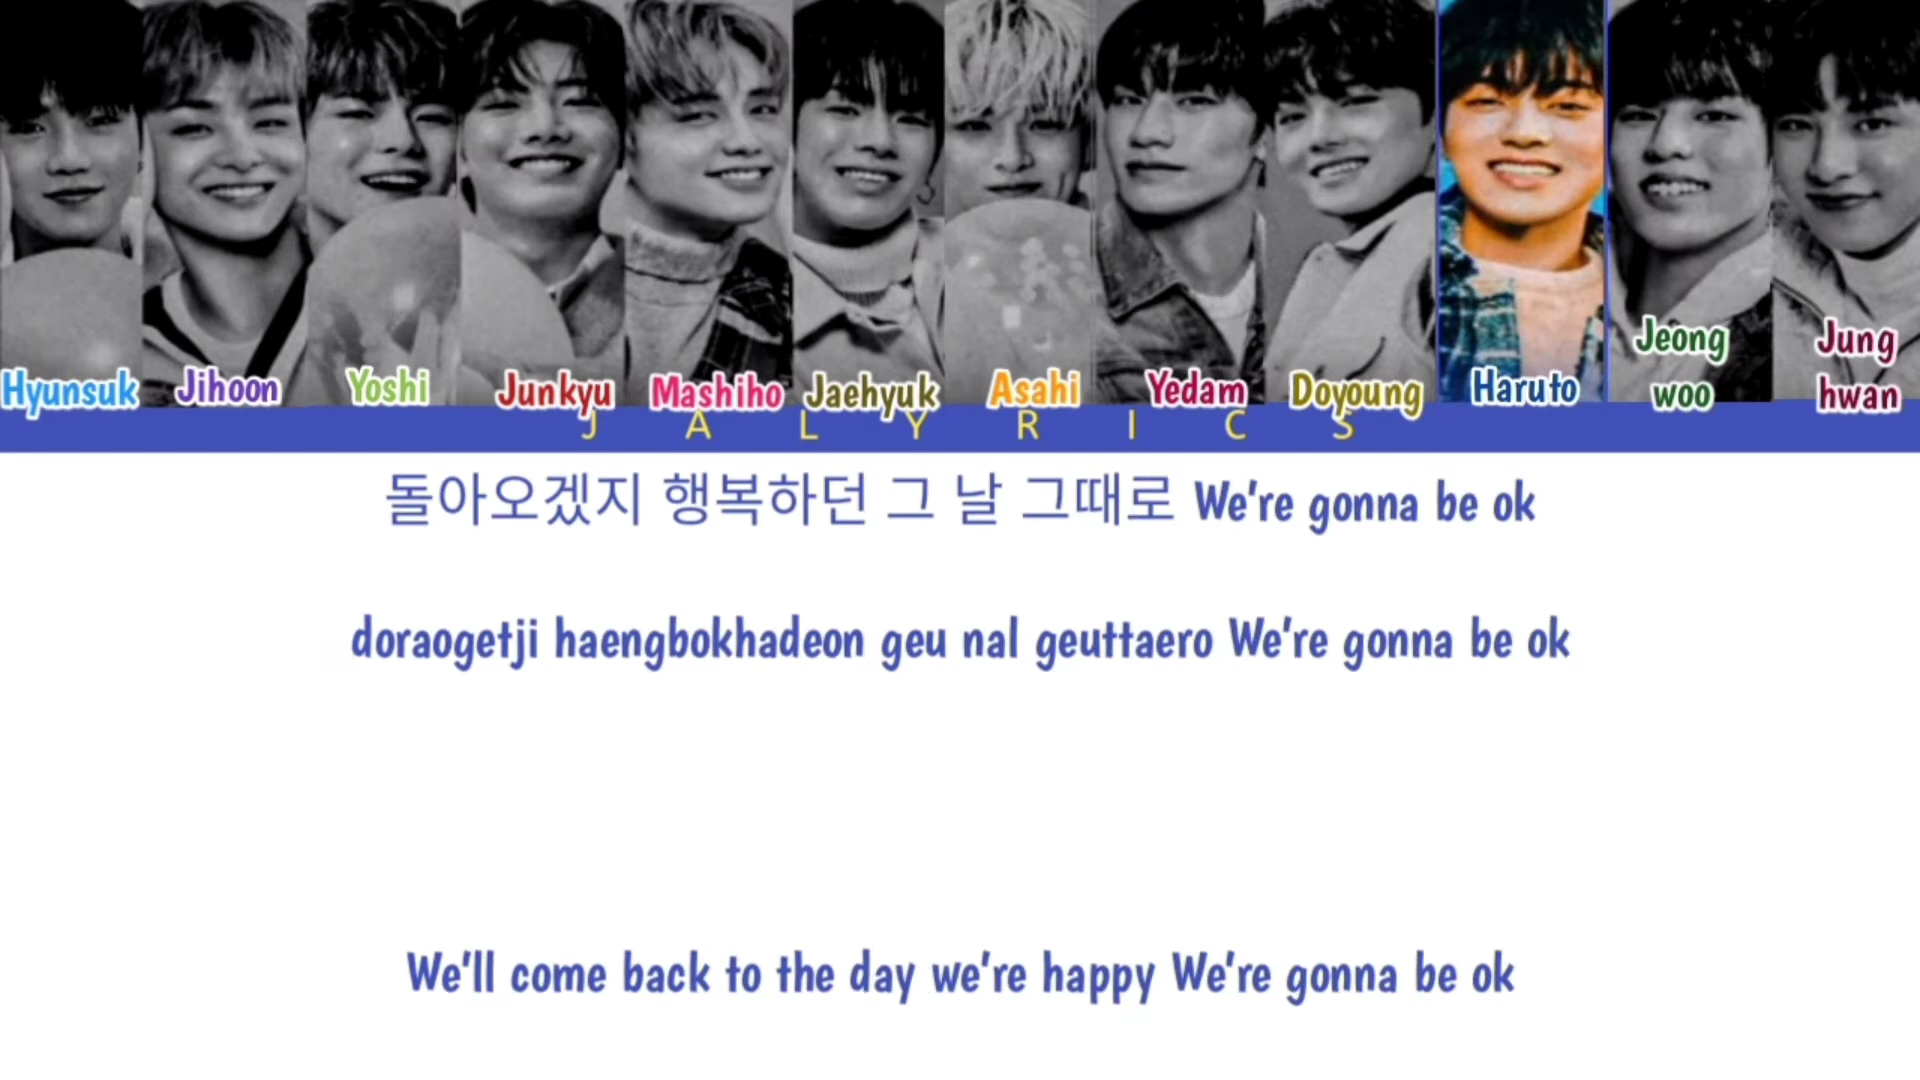 Hyunsuk Jihoon Yoshi Junkyu Mashiho Jaehyuk Asahi Yedam Doyoung Haruto Jeong woo Jung hwan
JALYRICS
돌아오겠지 행복하던 그 날 그때로 We're gonna be ok
doraogetji haengbokhadeon geu nal geuttaero We're gonna be ok
We'll come back to the day we're happy We're gonna be ok